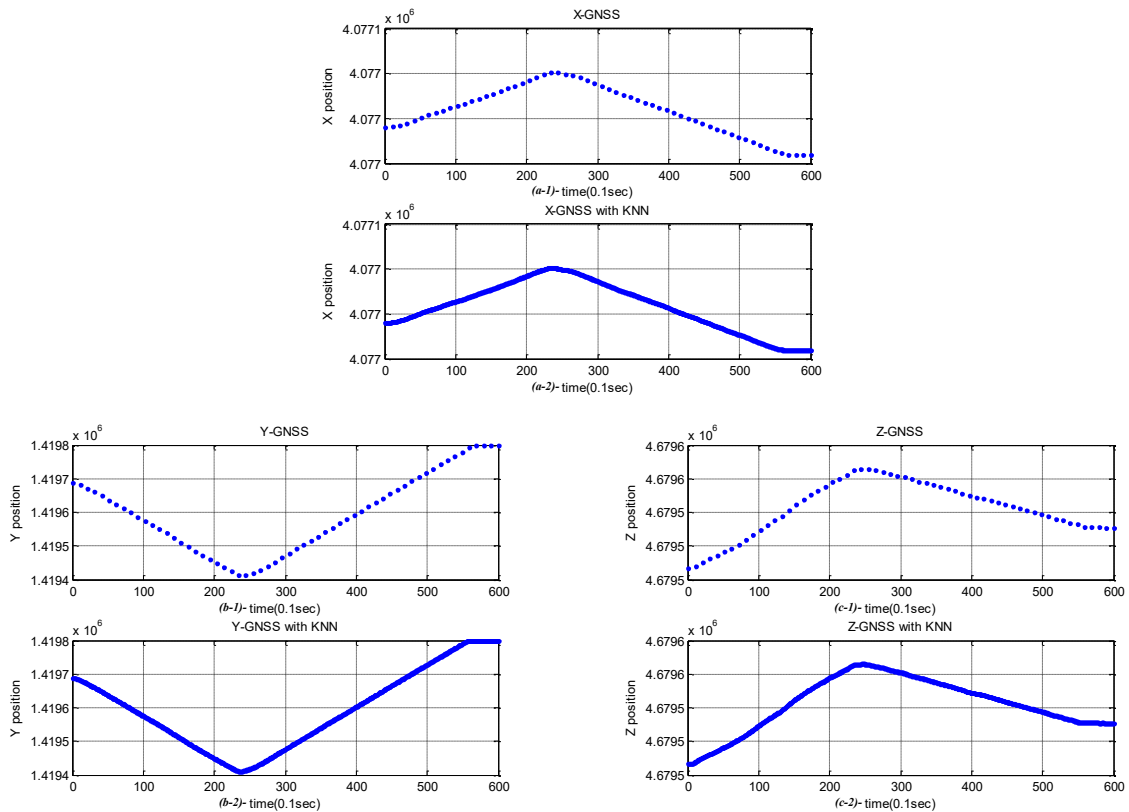 X-GNSS
x 10^6
4.0771
4.077
4.077
4.077
X position
0 100 200 300 400 500 600
(a-1)- time(0.1sec)
X-GNSS with KNN
x 10^6
4.0771
4.077
4.077
4.077
X position
0 100 200 300 400 500 600
(a-2)- time(0.1sec)
Y-GNSS
x 10^6
1.4198
1.4197
1.4196
1.4195
1.4194
Y position
0 100 200 300 400 500 600
(b-1)- time(0.1sec)
Y-GNSS with KNN
x 10^6
1.4198
1.4197
1.4196
1.4195
1.4194
Y position
0 100 200 300 400 500 600
(b-2)- time(0.1sec)
Z-GNSS
x 10^6
4.6796
4.6796
4.6795
4.6795
Z position
0 100 200 300 400 500 600
(c-1)- time(0.1sec)
Z-GNSS with KNN
x 10^6
4.6796
4.6796
4.6795
4.6795
Z position
0 100 200 300 400 500 600
(c-2)- time(0.1sec)